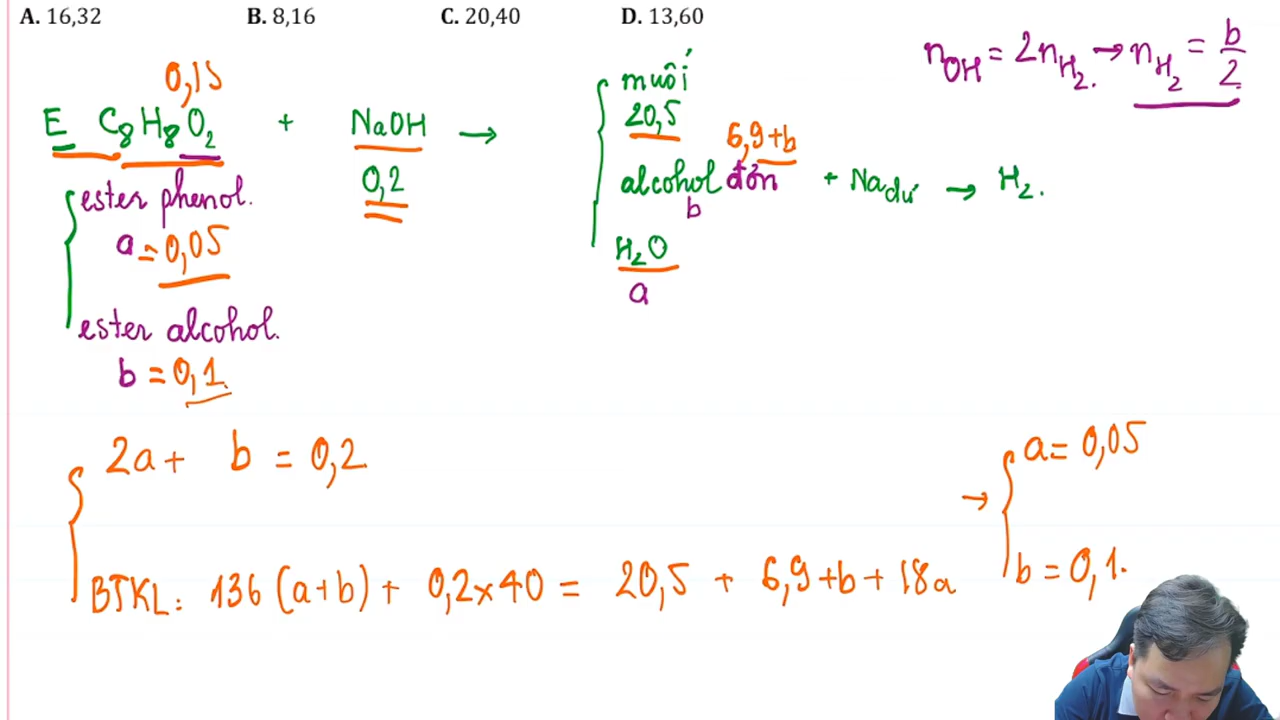 A. 16,32 B. 8,16 C. 20,40 D. 13,60
n_OH = 2n_H₂. → n_H₂ = b/2
0,15
E C₈H₈O₂ + NaOH →
0,2
muối
20,5
6,9+b
alcohol đơn + Na dư → H₂.
b
H₂O
a
ester phenol.
a = 0,05
ester alcohol.
b = 0,1
2a + b = 0,2
BTKL: 136 (a+b) + 0,2×40 = 20,5 + 6,9+b + 18a
→ a = 0,05
b = 0,1.